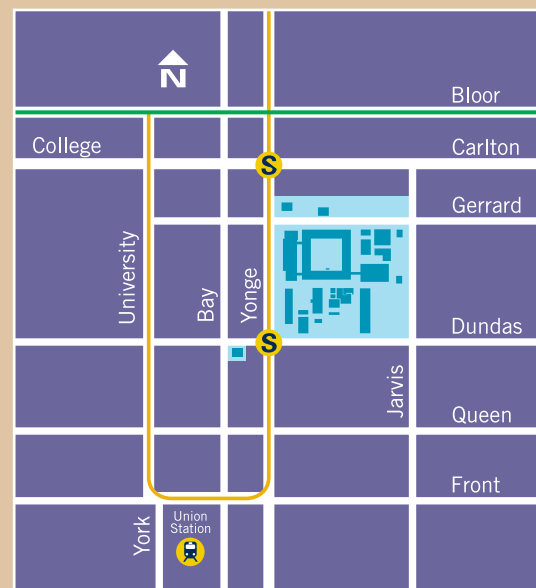 N
Bloor
College
Carlton
S
Gerrard
University
Bay
Yonge
Dundas
S
Jarvis
Queen
Front
York
Union
Station